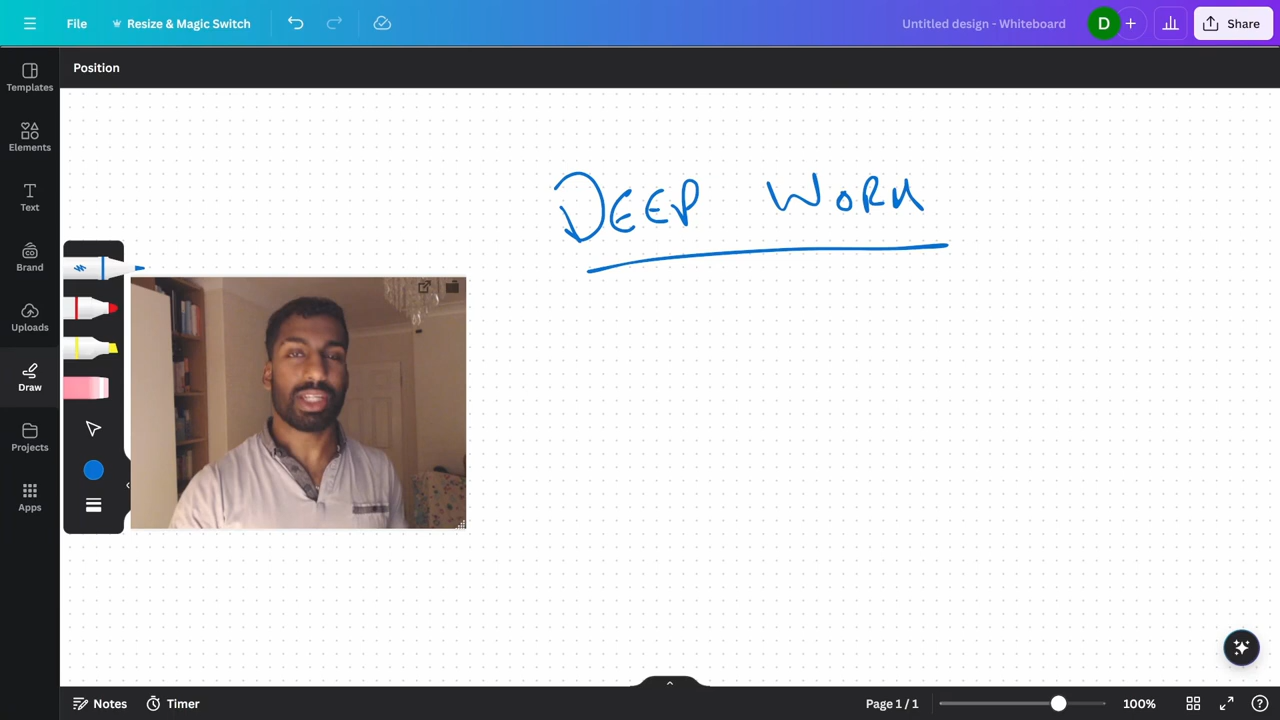 File
Resize & Magic Switch
Untitled design - Whiteboard
D
Share
Templates
Elements
Text
Brand
Uploads
Draw
Projects
Apps
Position
DEEP WORK
Notes
Timer
Page 1 / 1
100%